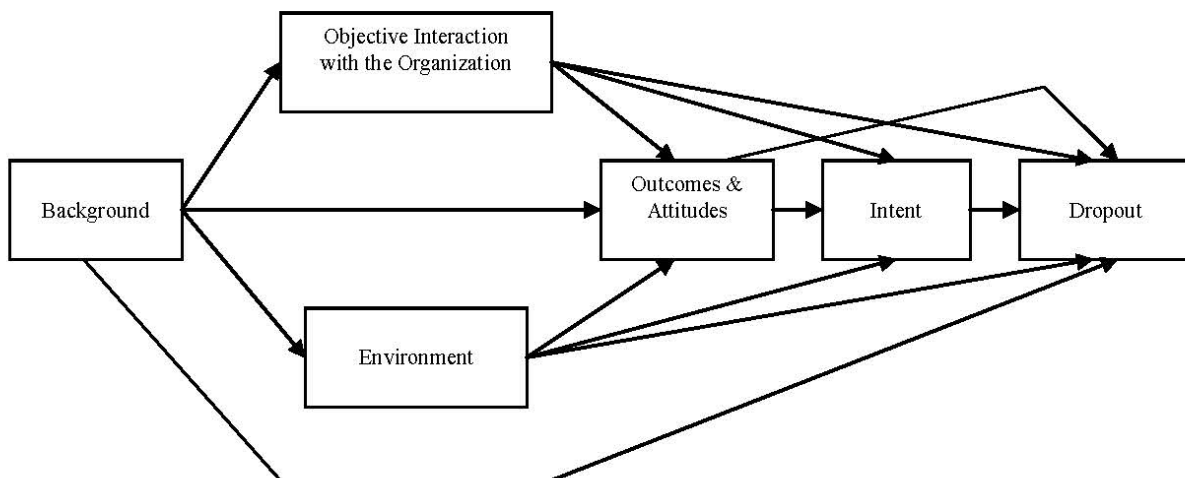 Objective Interaction
with the Organization
Background
Outcomes &
Attitudes
Intent
Dropout
Environment